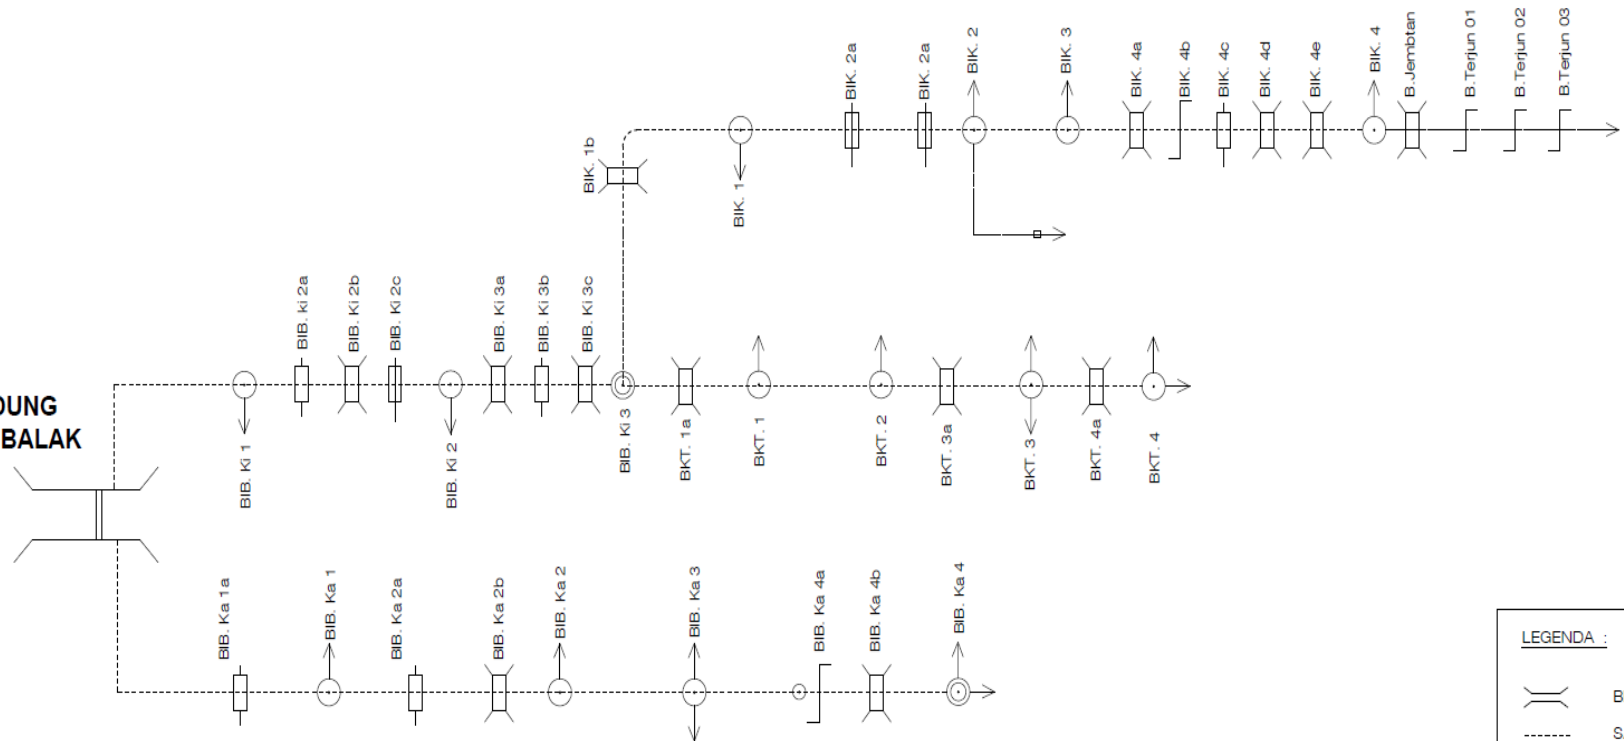 BIK. 2a
BIK. 2a
BIK. 2
BIK. 3
BIK. 4a
BIK. 4b
BIK. 4c
BIK. 4d
BIK. 4e
BIK. 4
B.Jembtan
B.Terjun 01
B.Terjun 02
B.Terjun 03
BIK. 1b
BIK. 1
BIB. ki 2a
BIB. Ki 2b
BIB. Ki 2c
BIB. Ki 3a
BIB. Ki 3b
BIB. Ki 3c
DUNG
BALAK
BIB. Ki 1
BIB. Ki 2
BIB. Ki 3
BKT. 1a
BKT. 1
BKT. 2
BKT. 3a
BKT. 3
BKT. 4a
BKT. 4
BIB. Ka 1a
BIB. Ka 1
BIB. Ka 2a
BIB. Ka 2b
BIB. Ka 2
BIB. Ka 3
BIB. Ka 4a
BIB. Ka 4b
BIB. Ka 4
LEGENDA :
B
S